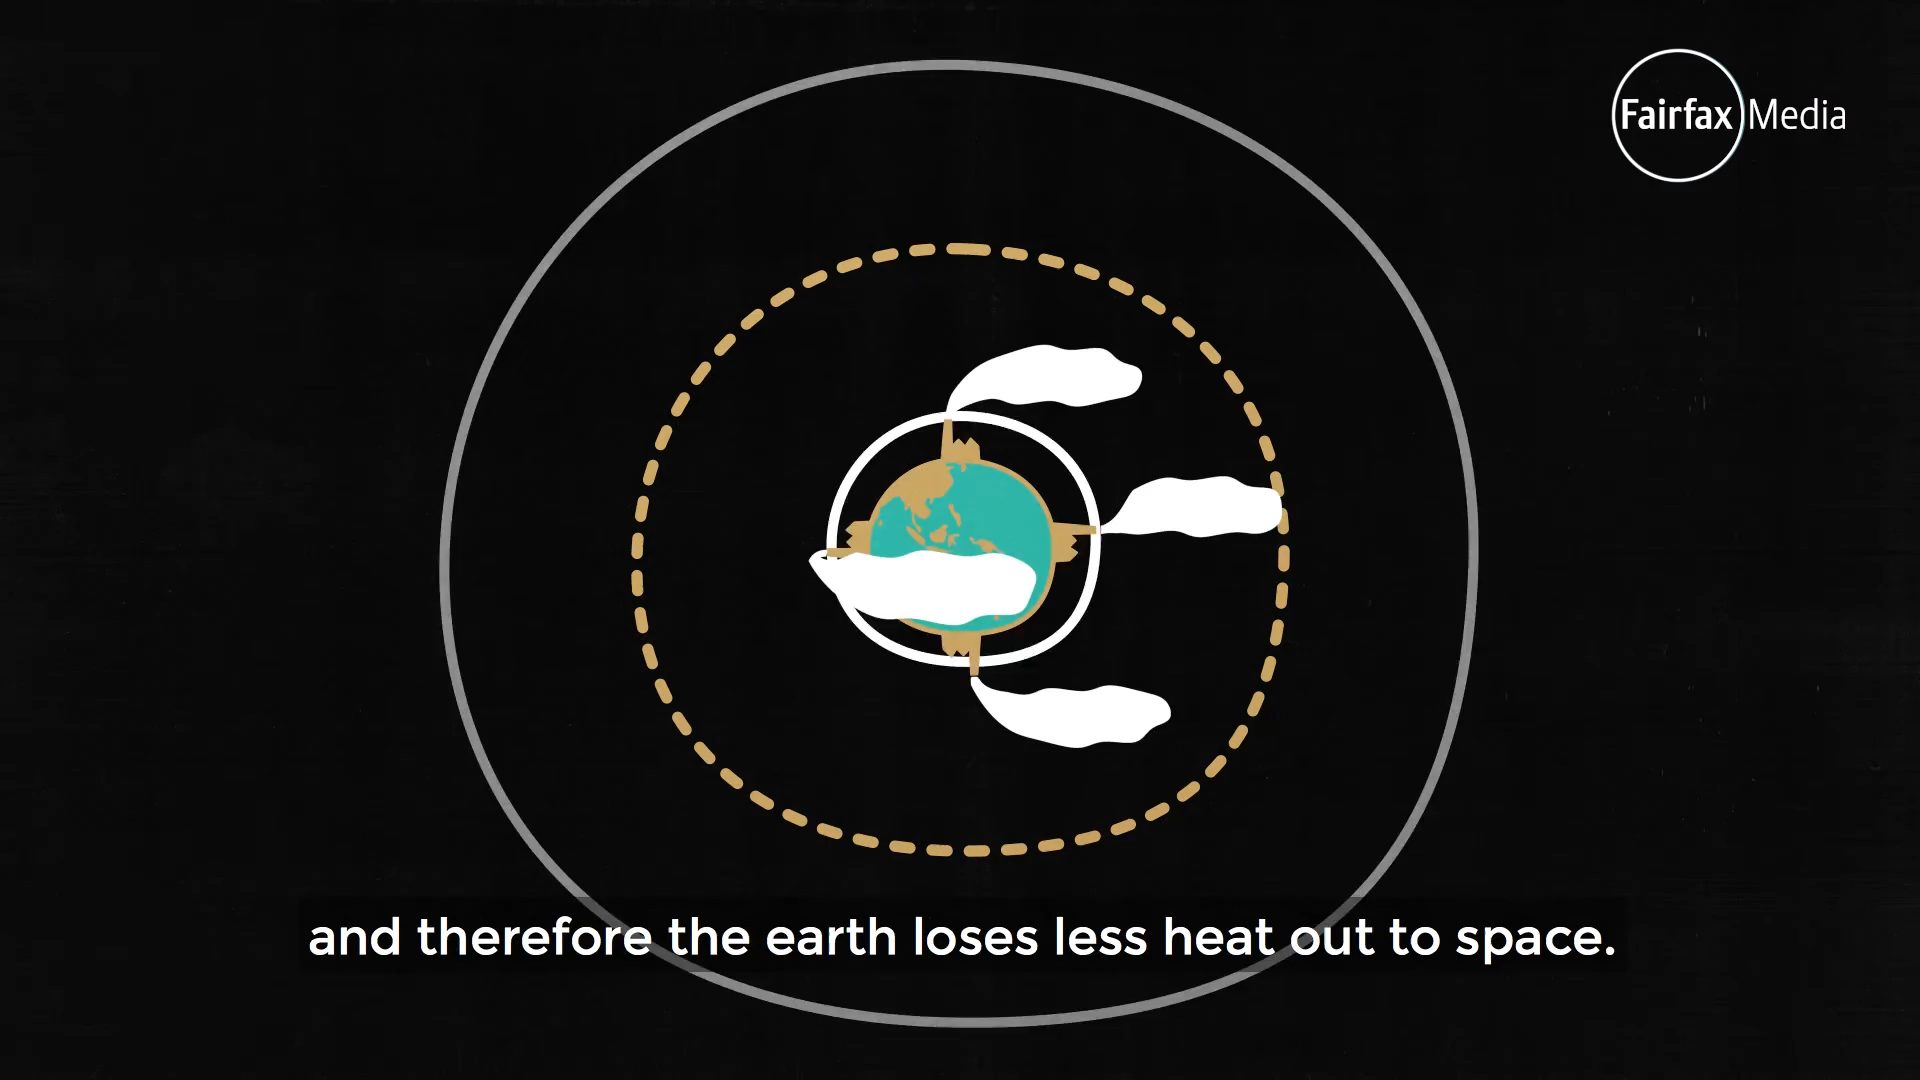 Fairfax Media
and therefore the earth loses less heat out to space.